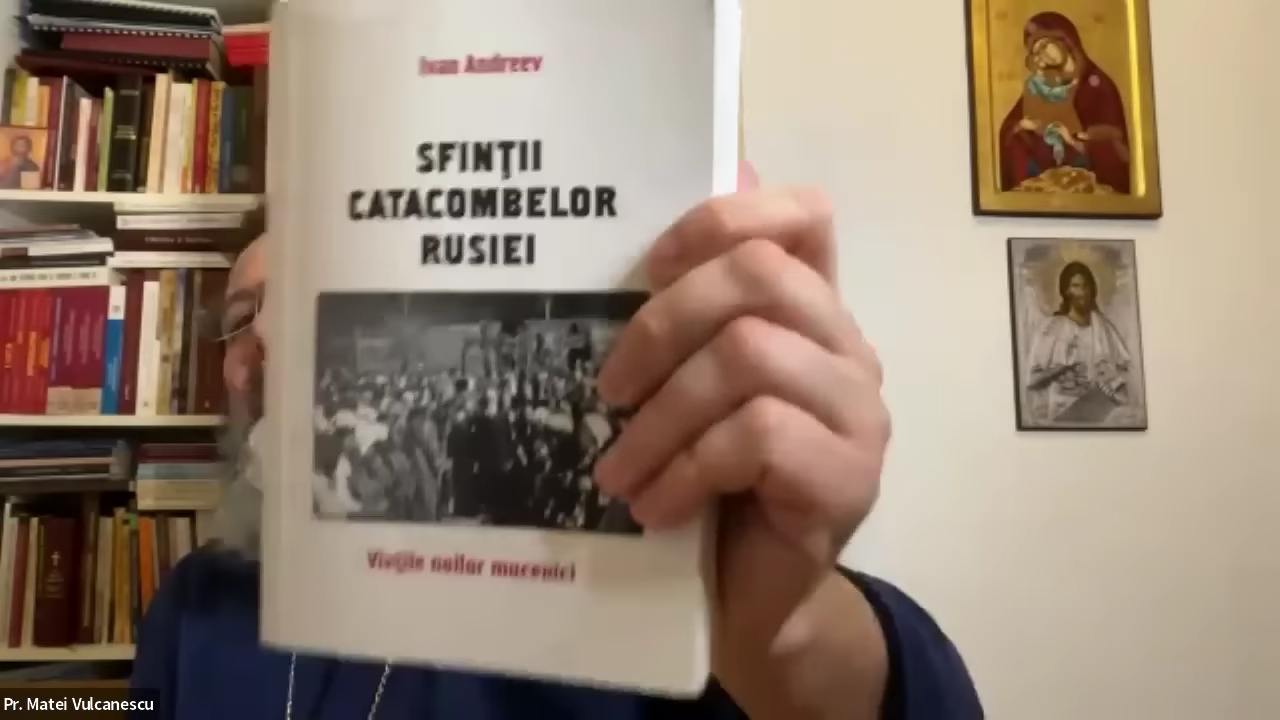 Ivan Andreev
SFINŢII
CATACOMBELOR
RUSIEI
Vieţile noilor mucenici
Pr. Matei Vulcanescu